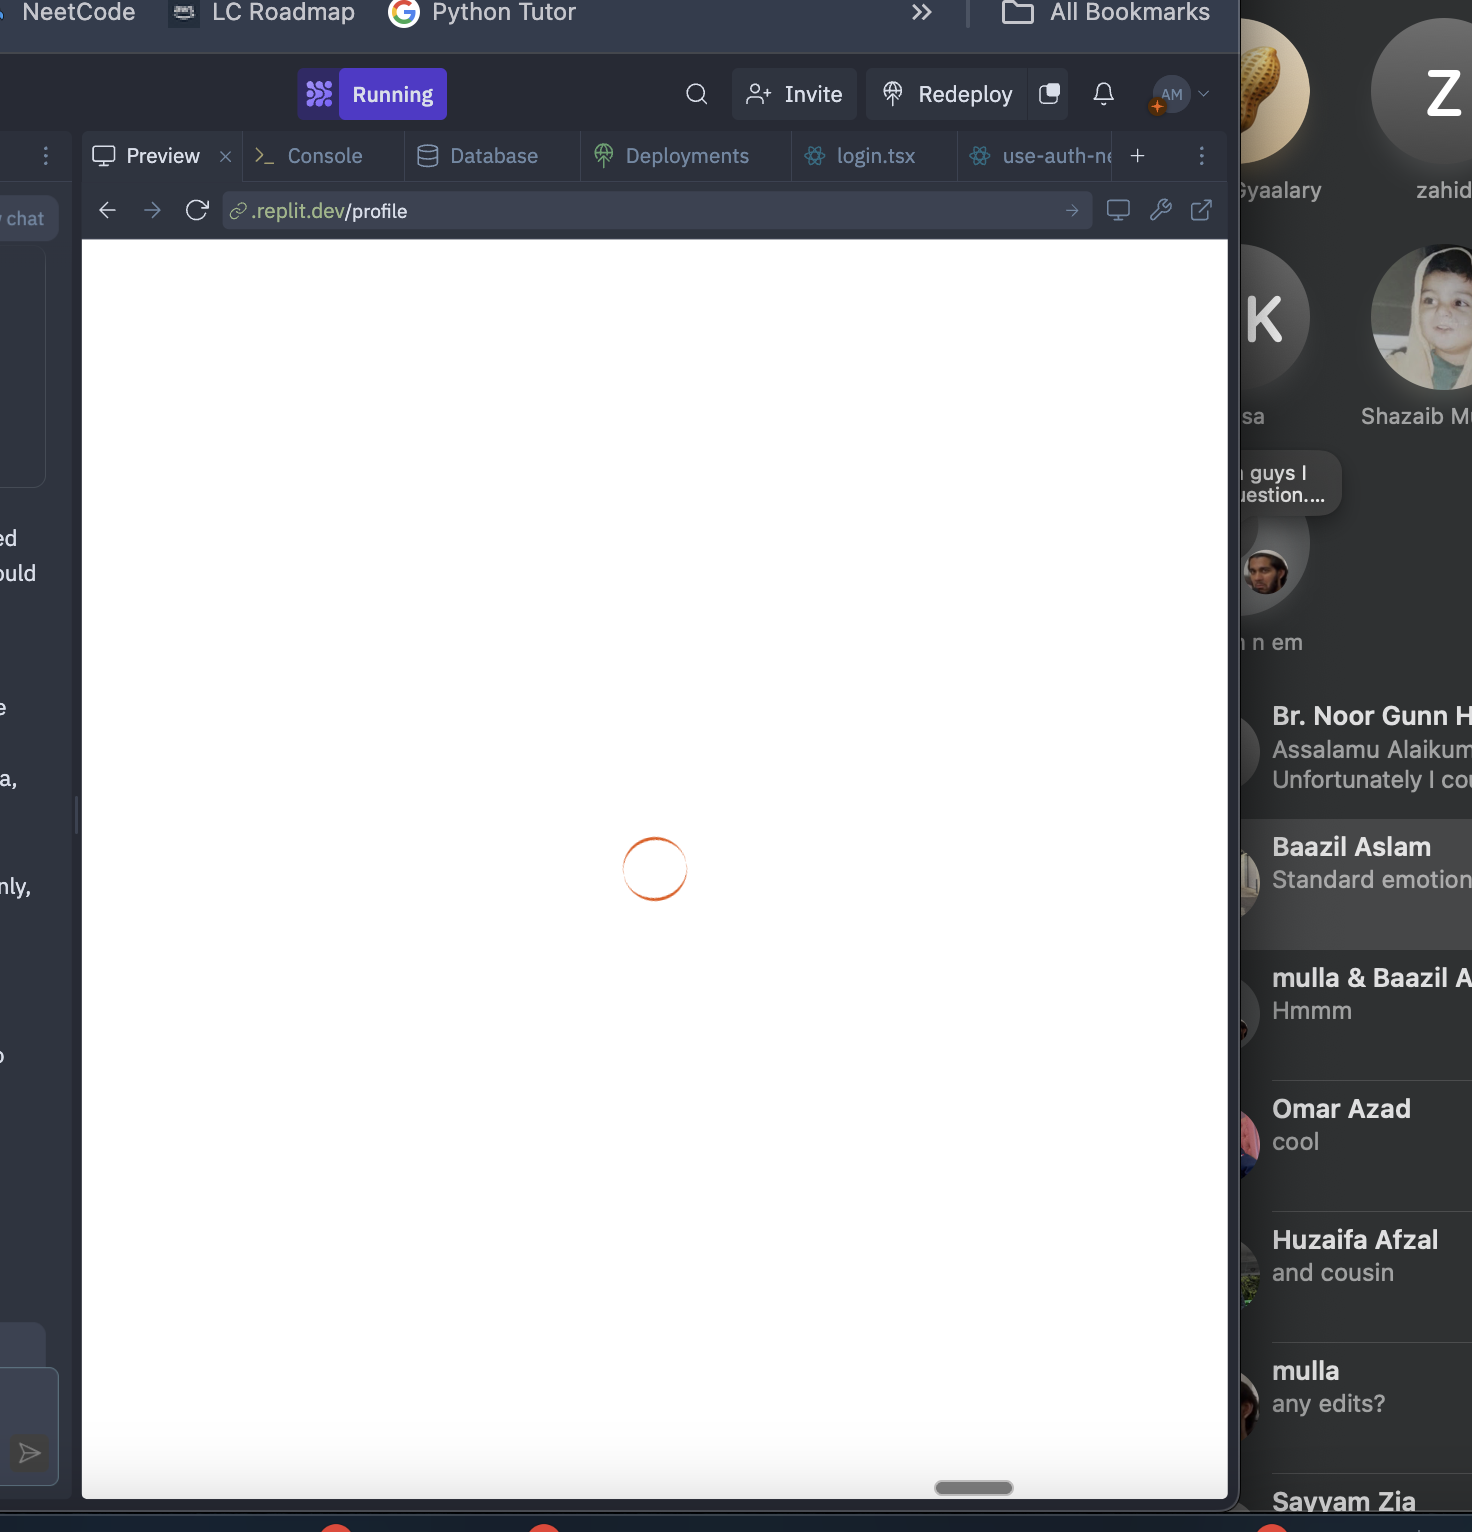 NeetCode
LC Roadmap
Python Tutor
All Bookmarks
Running
Invite
Redeploy
AM
Preview
Console
Database
Deployments
login.tsx
use-auth-ne
chat
.replit.dev/profile
ed
ould
e
a,
nly,
o
Gyaalary
Z
zahid
K
sa
Shazaib Mu
guys I
uestion....
n em
Br. Noor Gunn H
Assalamu Alaikum
Unfortunately I cou
Baazil Aslam
Standard emotion
mulla & Baazil A
Hmmm
Omar Azad
cool
Huzaifa Afzal
and cousin
mulla
any edits?
Sayyam Zia